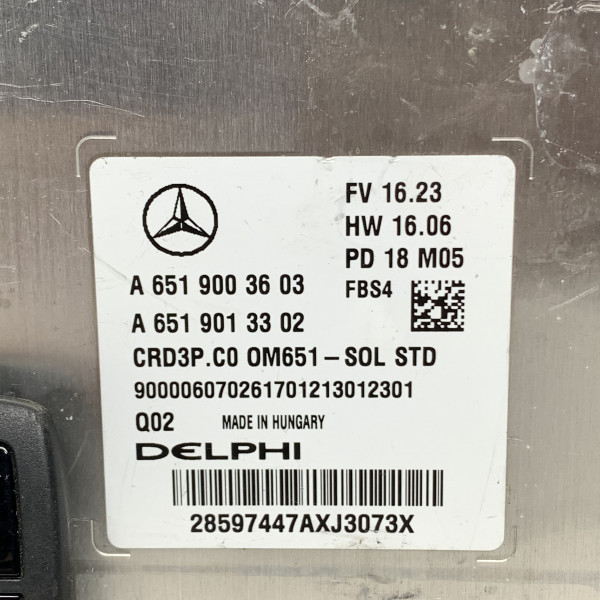 FV 16.23
HW 16.06
PD 18 M05
A 651 900 36 03
FBS4
A 651 901 33 02
CRD3P.C0 OM651-SOL STD
900006070261701213012301
Q02 MADE IN HUNGARY
DELPHI
28597447AXJ3073X